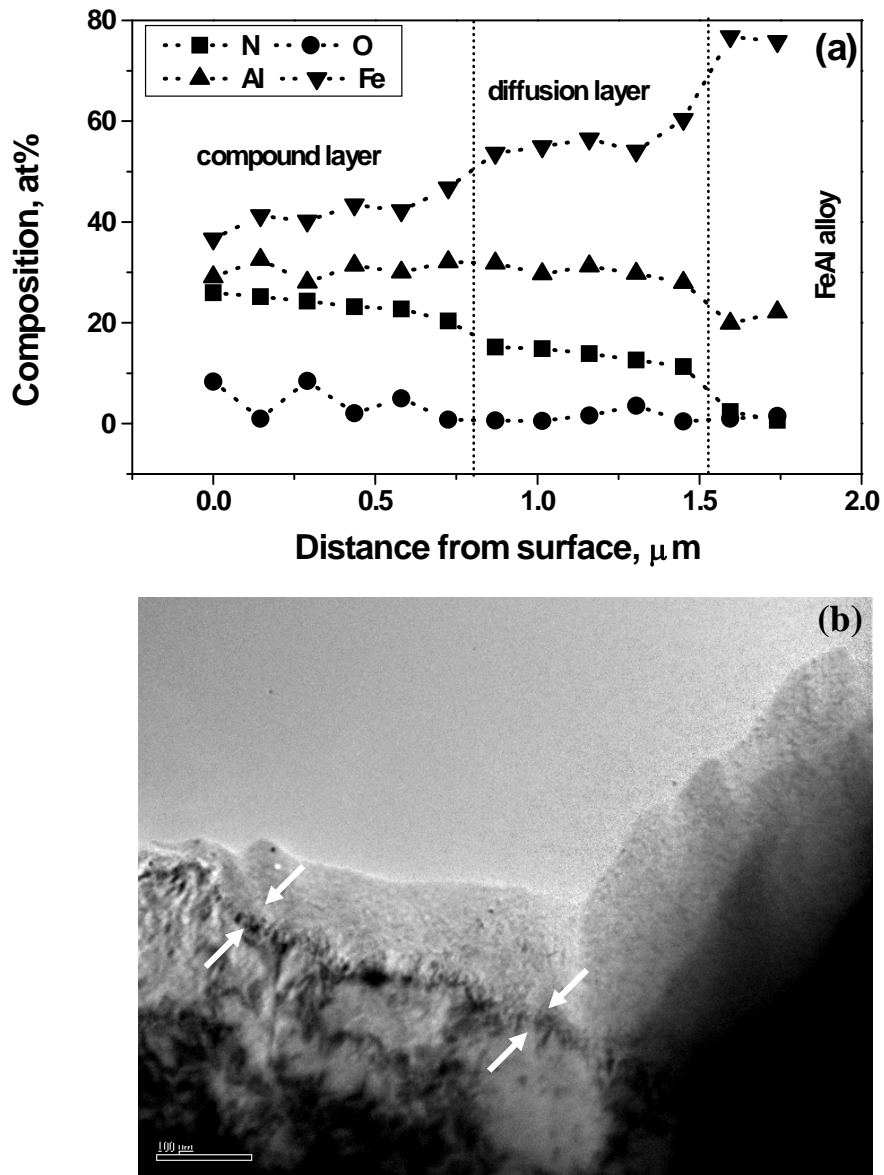 80
60
40
20
0
Composition, at%
N O
Al Fe
(a)
compound layer
diffusion layer
FeAl alloy
0.0 0.5 1.0 1.5 2.0
Distance from surface, μm
(b)
100